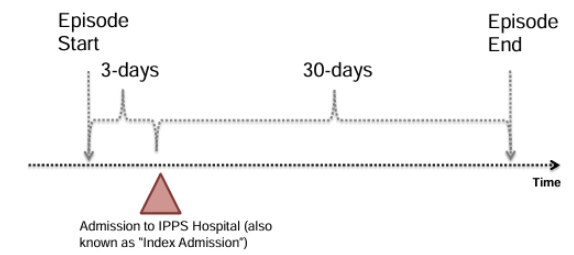 Episode
Start
Episode
End
3-days
30-days
Time
Admission to IPPS Hospital (also
known as "Index Admission")